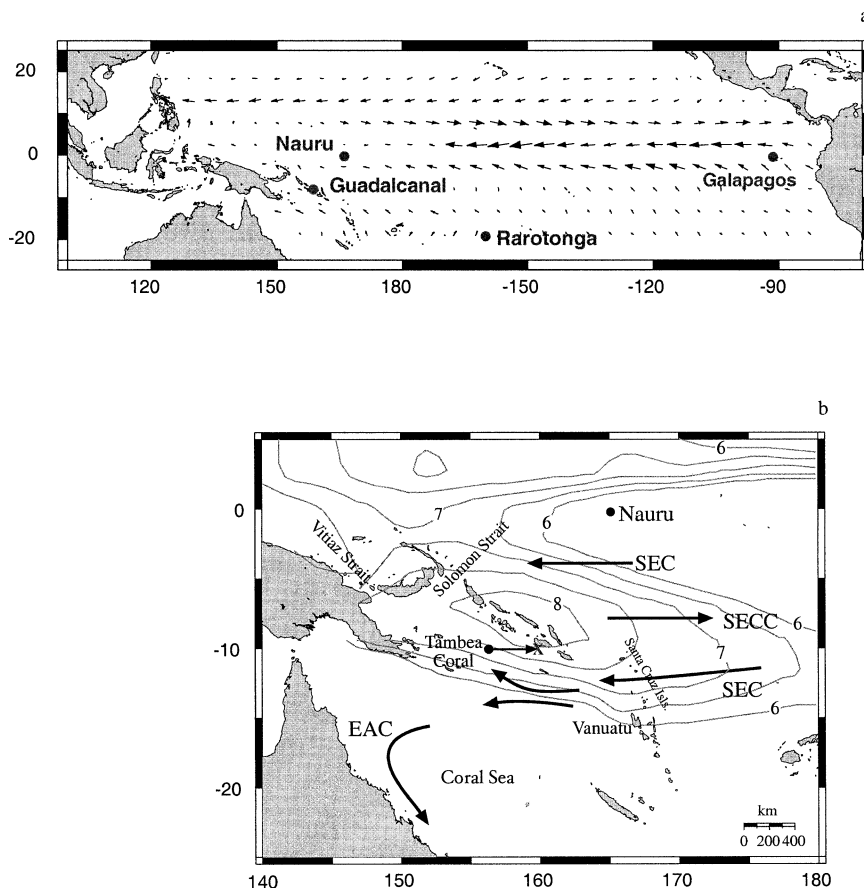 a
20
0
-20
Nauru
Guadalcanal
Galapagos
Rarotonga
120 150 180 -150 -120 -90
b
0
-10
-20
6
7
6
Nauru
Vitiaz Strait
Solomon Strait
SEC
8
SECC
6
Tambea
Coral
X
7
Santa Cruz Isls.
SEC
6
EAC
Vanuatu
Coral Sea
km
0 200 400
140 150 160 170 180